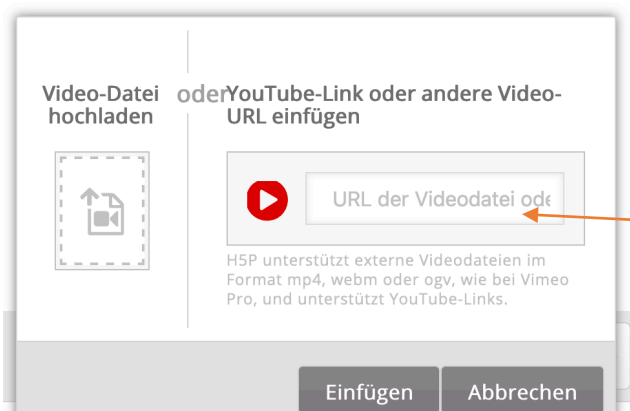 Video-Datei
hochladen
oder
YouTube-Link oder andere Video-
URL einfügen
URL der Videodatei ode
H5P unterstützt externe Videodateien im
Format mp4, webm oder ogv, wie bei Vimeo
Pro, und unterstützt YouTube-Links.
Einfügen
Abbrechen